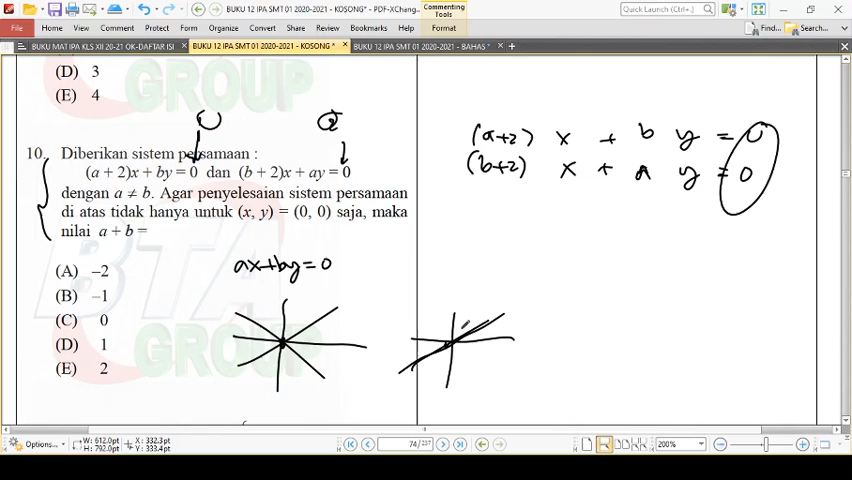 BUKU 12 IPA SMT 01 2020-2021 - KOSONG* - PDF-XChang
Commenting Tools
File Home Convert Organize Comment View Protect Form Organize Share Review Bookmarks Help Format Find... Search...
BUKU MAT IPA KLS XII 20-21 OK-DAFTAR ISI BUKU 12 IPA SMT 01 2020-2021 - KOSONG * BUKU 12 IPA SMT 01 2020-2021 - BAHAS *
GROUP
(D) 3
(E) 4
1 2
10. Diberikan sistem persamaan :
(a + 2)x + by = 0 dan (b + 2)x + ay = 0
dengan a ≠ b. Agar penyelesaian sistem persamaan
di atas tidak hanya untuk (x, y) = (0, 0) saja, maka
nilai a + b =
(A) –2
(B) –1
(C) 0
(D) 1
(E) 2
BTA
GROUP
ax+by=0
(a+2) x + b y = 0
(b+2) x + a y = 0
Options... W: 612.0pt H: 792.0pt X: 332.3pt Y: 333.4pt 74/237 200%